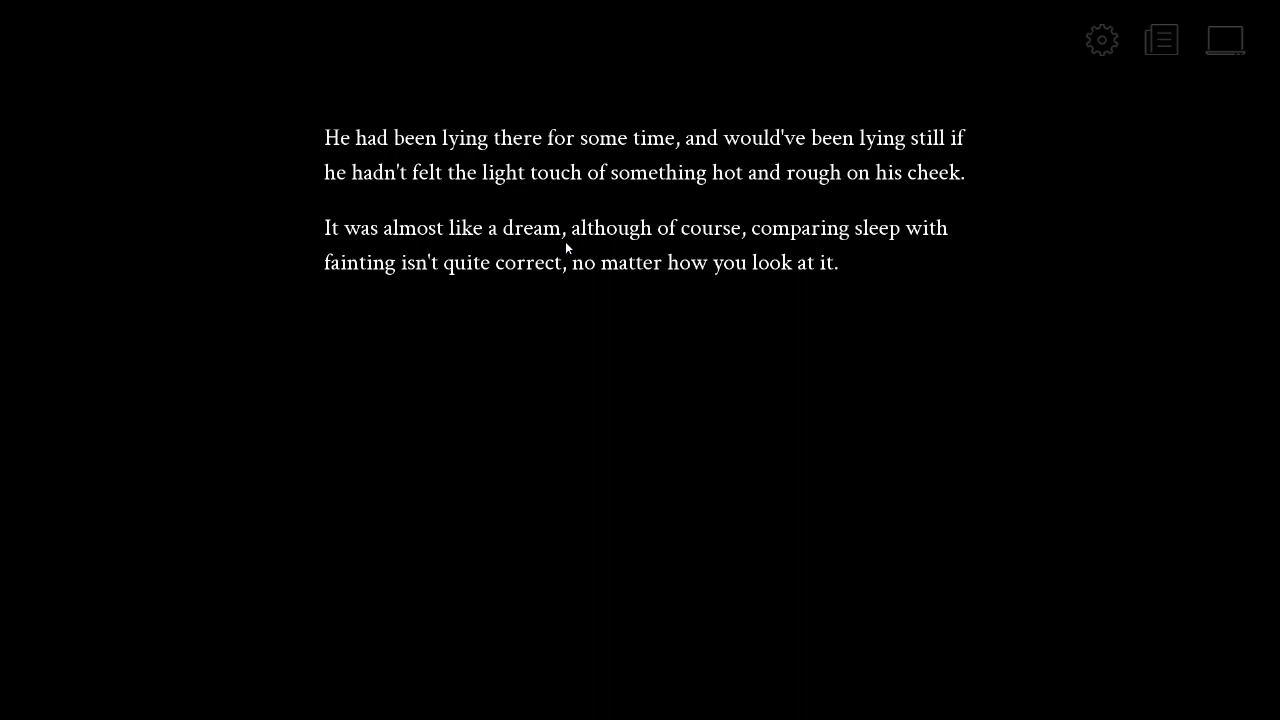 He had been lying there for some time, and would've been lying still if
he hadn't felt the light touch of something hot and rough on his cheek.
It was almost like a dream, although of course, comparing sleep with
fainting isn't quite correct, no matter how you look at it.